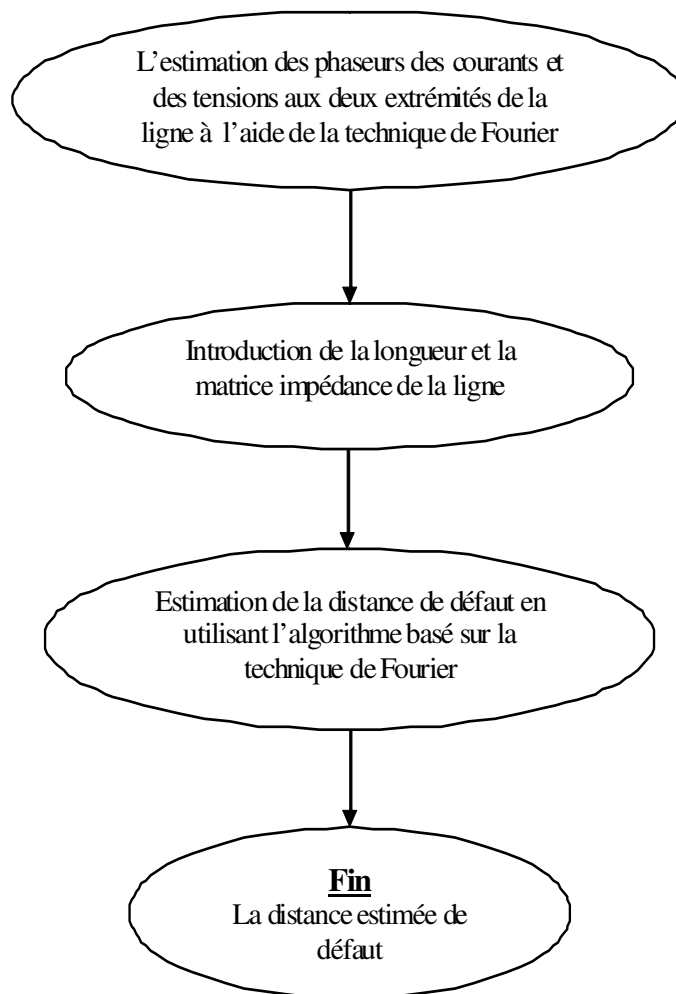 L'estimation des phaseurs des courants et
des tensions aux deux extrémités de la
ligne à l'aide de la technique de Fourier
Introduction de la longueur et la
matrice impédance de la ligne
Estimation de la distance de défaut en
utilisant l'algorithme basé sur la
technique de Fourier
Fin
La distance estimée de
défaut